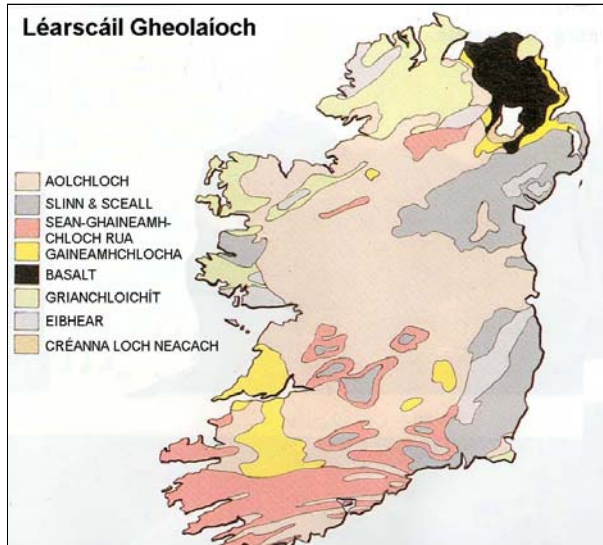 Léarscáil Gheolaíoch
AOLCHLOCH
SLINN & SCEALL
SEAN-GHAINEAMH-
CHLOCH RUA
GAINEAMHCHLOCHA
BASALT
GRIANCHLOICHÍT
EIBHEAR
CRÉANNA LOCH NEACACH